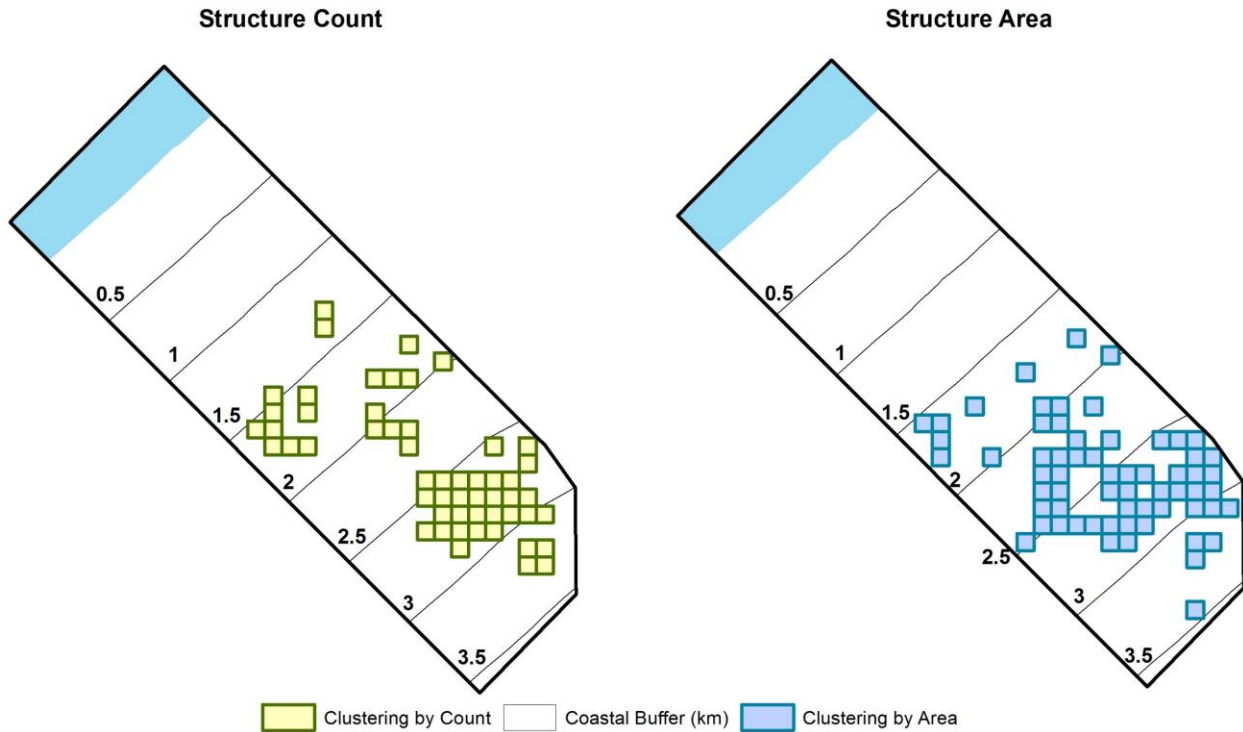 Structure Count
Structure Area
0.5
1
1.5
2
2.5
3
3.5
0.5
1
1.5
2
2.5
3
3.5
Clustering by Count
Coastal Buffer (km)
Clustering by Area